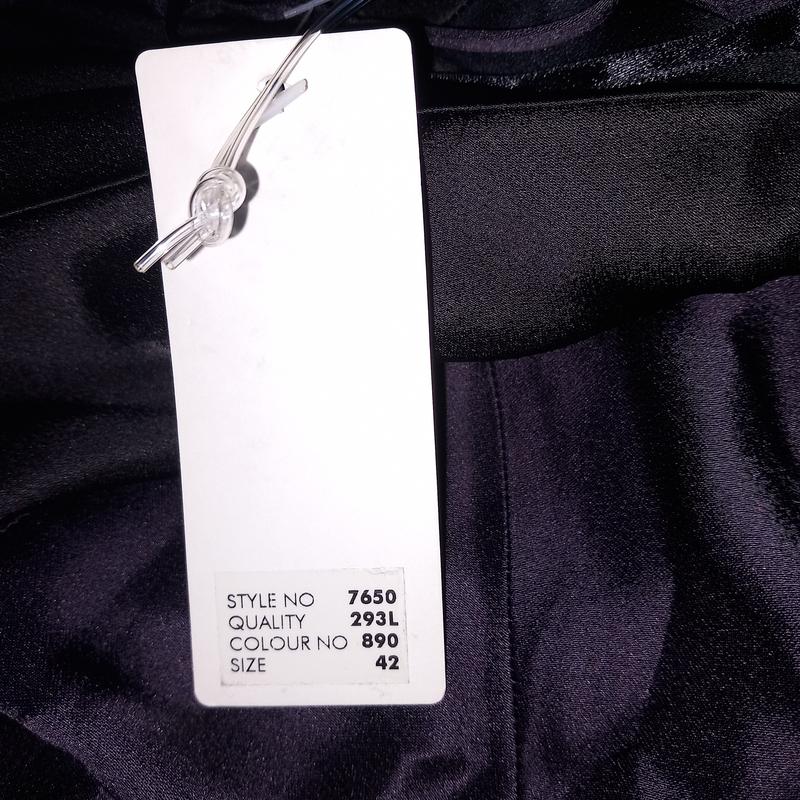 STYLE NO 7650
QUALITY 293L
COLOUR NO 890
SIZE 42